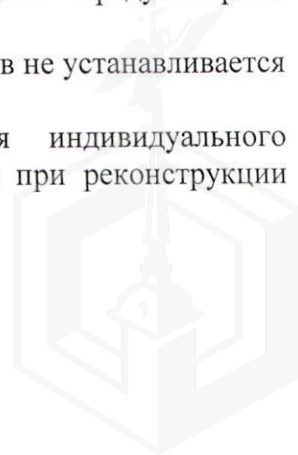 в не устанавливается
я индивидуального
при реконструкции